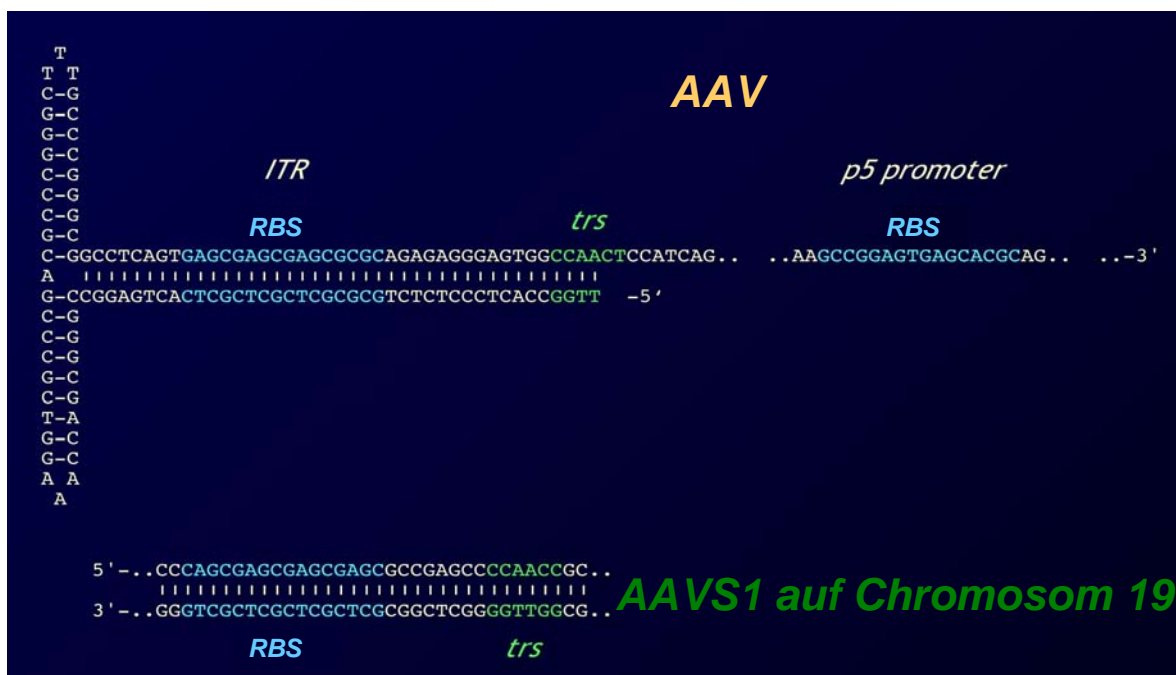 T
T T
C–G
G–C
G–C
G–C
C–G
C–G
C–G
G–C
AAV
ITR
p5 promoter
RBS
trs
RBS
C–GGCCTCAGTGAGCGAGCGAGCGCGCAGAGAGGGAGTGGCCAACTCCATCAG.. ..AAGCCGGAGTGAGCACGCAG.. ..–3'
A
G–CCGGAGTCACTCGCTCGCTCGCGCGTCTCTCCCTCACCGGTT –5'
C–G
C–G
C–G
G–C
C–G
T–A
G–C
G–C
A A
A
5'–..CCCAGCGAGCGAGCGAGCGCCGAGCCCCAACCGC..
3'–..GGGTCGCTCGCTCGCTCGCGGCTCGGGGTTGGCG..
AAVS1 auf Chromosom 19
RBS
trs